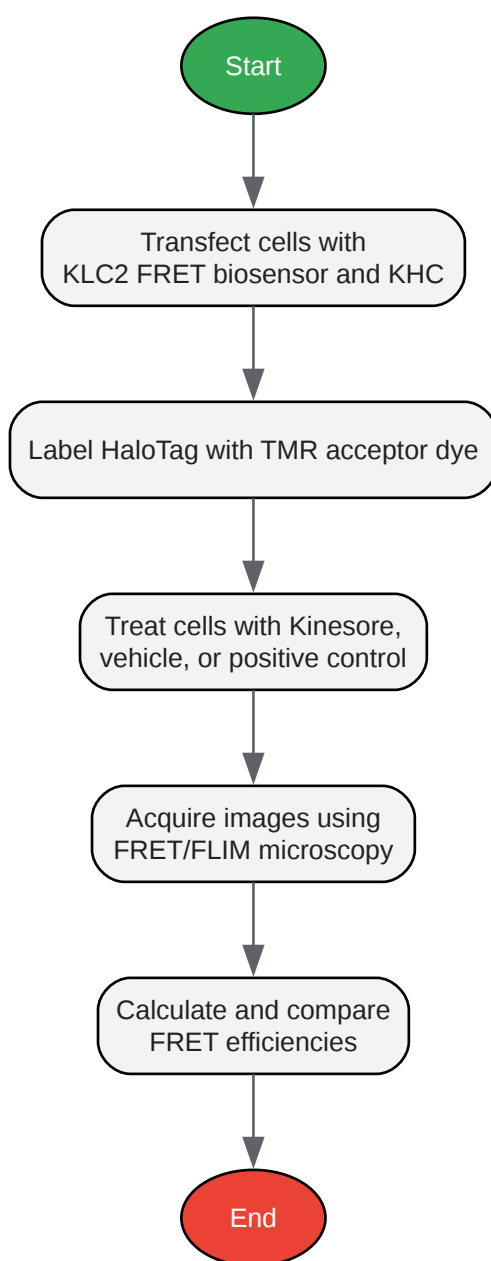 Start
Transfect cells with
KLC2 FRET biosensor and KHC
Label HaloTag with TMR acceptor dye
Treat cells with Kinesore,
vehicle, or positive control
Acquire images using
FRET/FLIM microscopy
Calculate and compare
FRET efficiencies
End